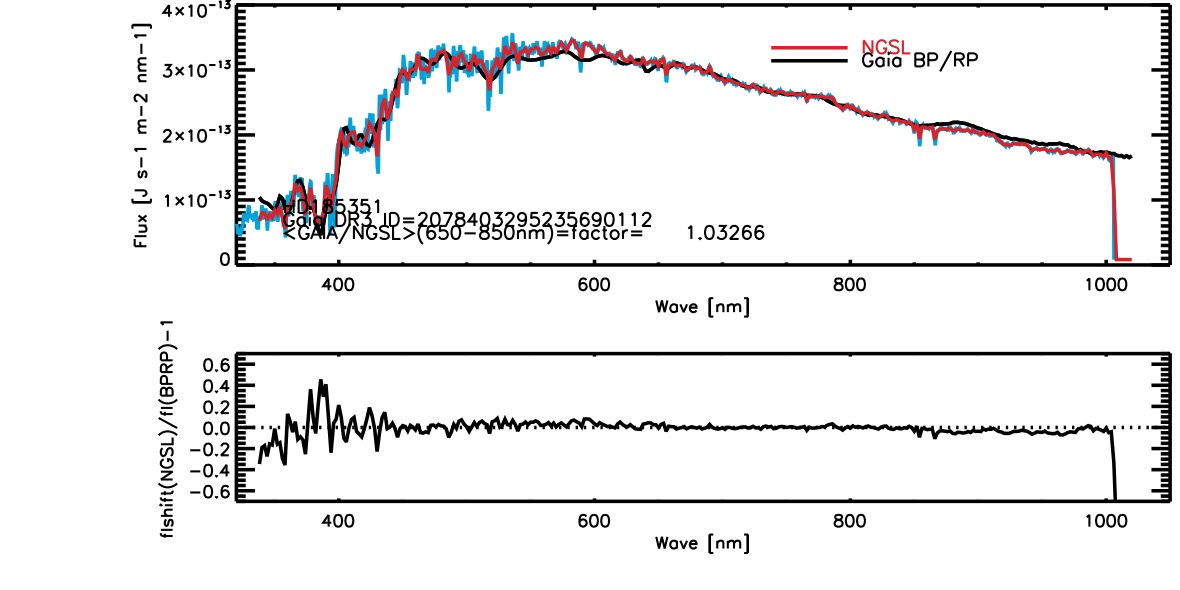 4×10−13
3×10−13
2×10−13
1×10−13
0
Flux [J s−1 m−2 nm−1]
NGSL
Gaia BP/RP
HD185351
Gaia DR3 ID=2078403295235690112
<GAIA/NGSL>(650−850nm)=factor= 1.03266
400 600 800 1000
Wave [nm]
flshift(NGSL)/fl(BPRP)−1
0.6
0.4
0.2
0.0
−0.2
−0.4
−0.6
400 600 800 1000
Wave [nm]